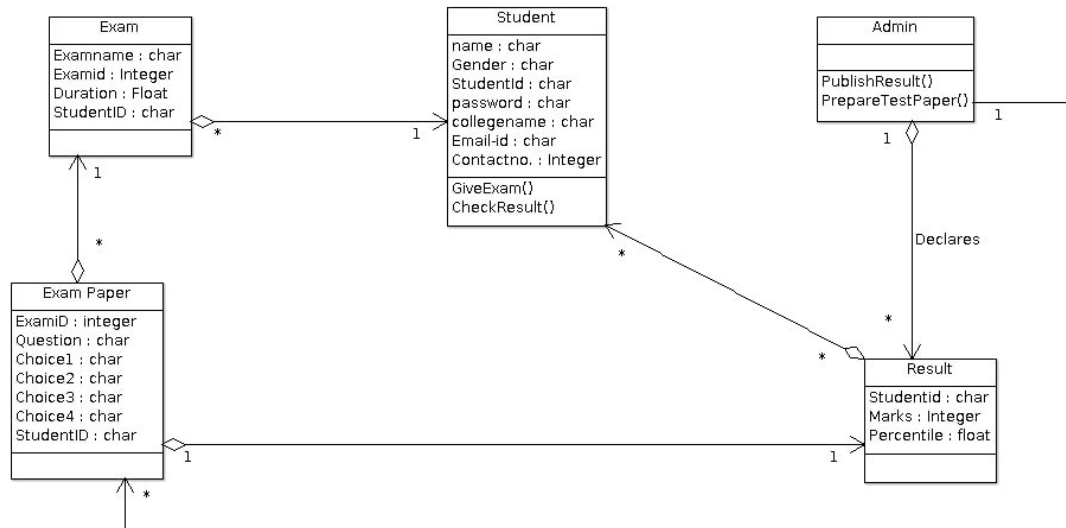 Exam
Examname : char
Examid : Integer
Duration : Float
StudentID : char
*
1
Student
name : char
Gender : char
StudentId : char
password : char
collegename : char
Email-id : char
Contactno. : Integer
GiveExam()
CheckResult()
Admin
PublishResult()
PrepareTestPaper()
1
1
Declares
*
1
*
*
*
Exam Paper
ExamiD : integer
Question : char
Choice1 : char
Choice2 : char
Choice3 : char
Choice4 : char
StudentID : char
1
1
*
Result
Studentid : char
Marks : Integer
Percentile : float